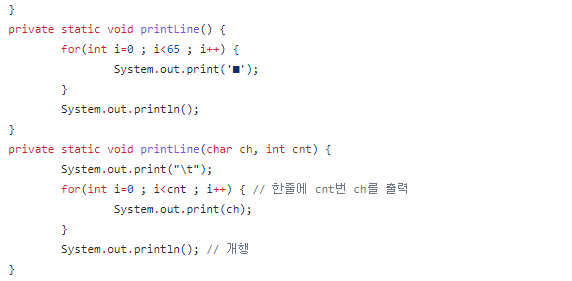 }
private static void printLine() {
for(int i=0 ; i<65 ; i++) {
System.out.print('■');
}
System.out.println();
}
private static void printLine(char ch, int cnt) {
System.out.print("\t");
for(int i=0 ; i<cnt ; i++) { // 한줄에 cnt번 ch를 출력
System.out.print(ch);
}
System.out.println(); // 개행
}